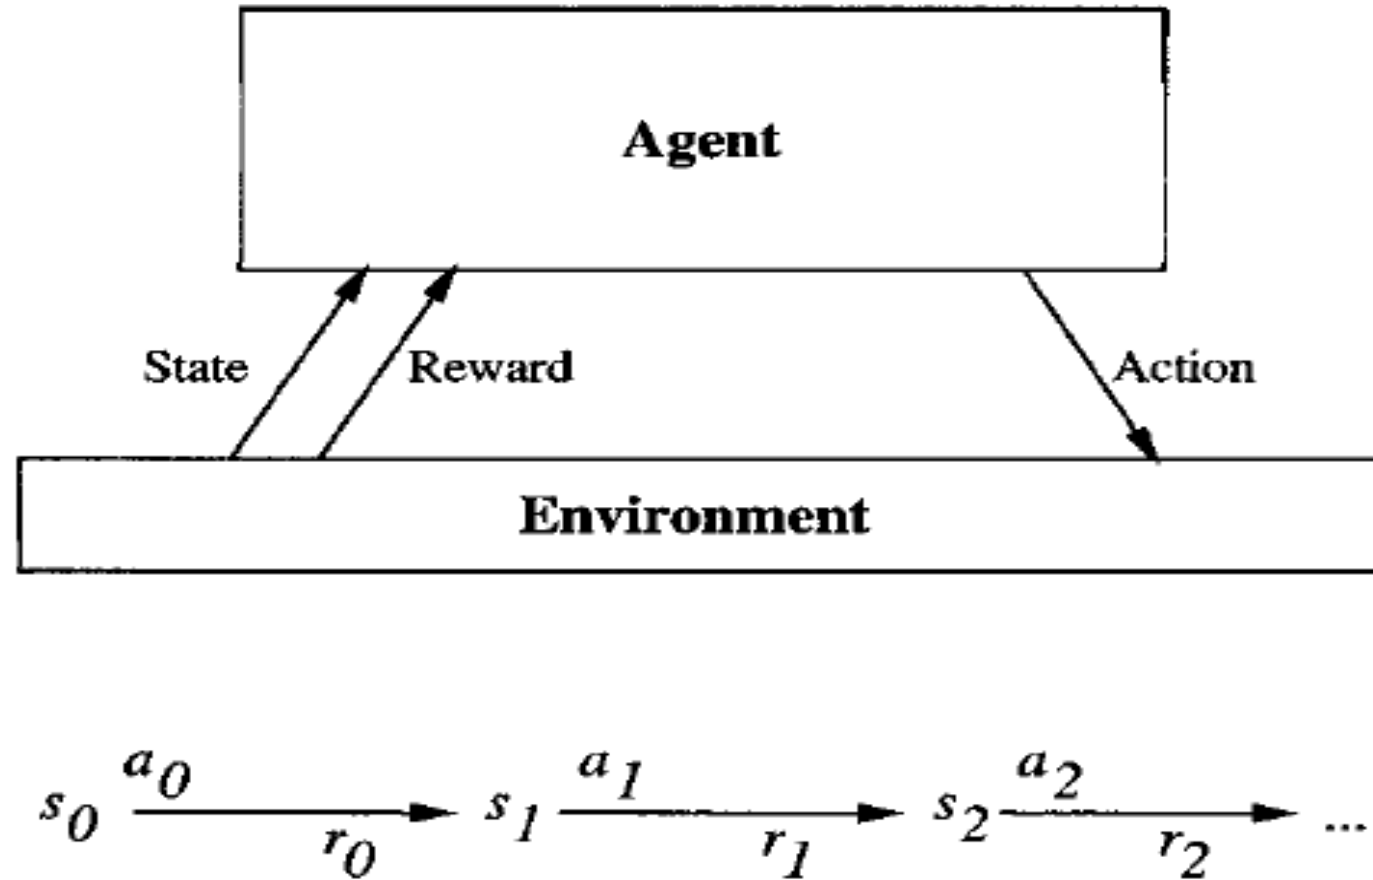 Agent
State Reward Action
Environment
a0 a1 a2
s0 s1 s2 ...
r0 r1 r2